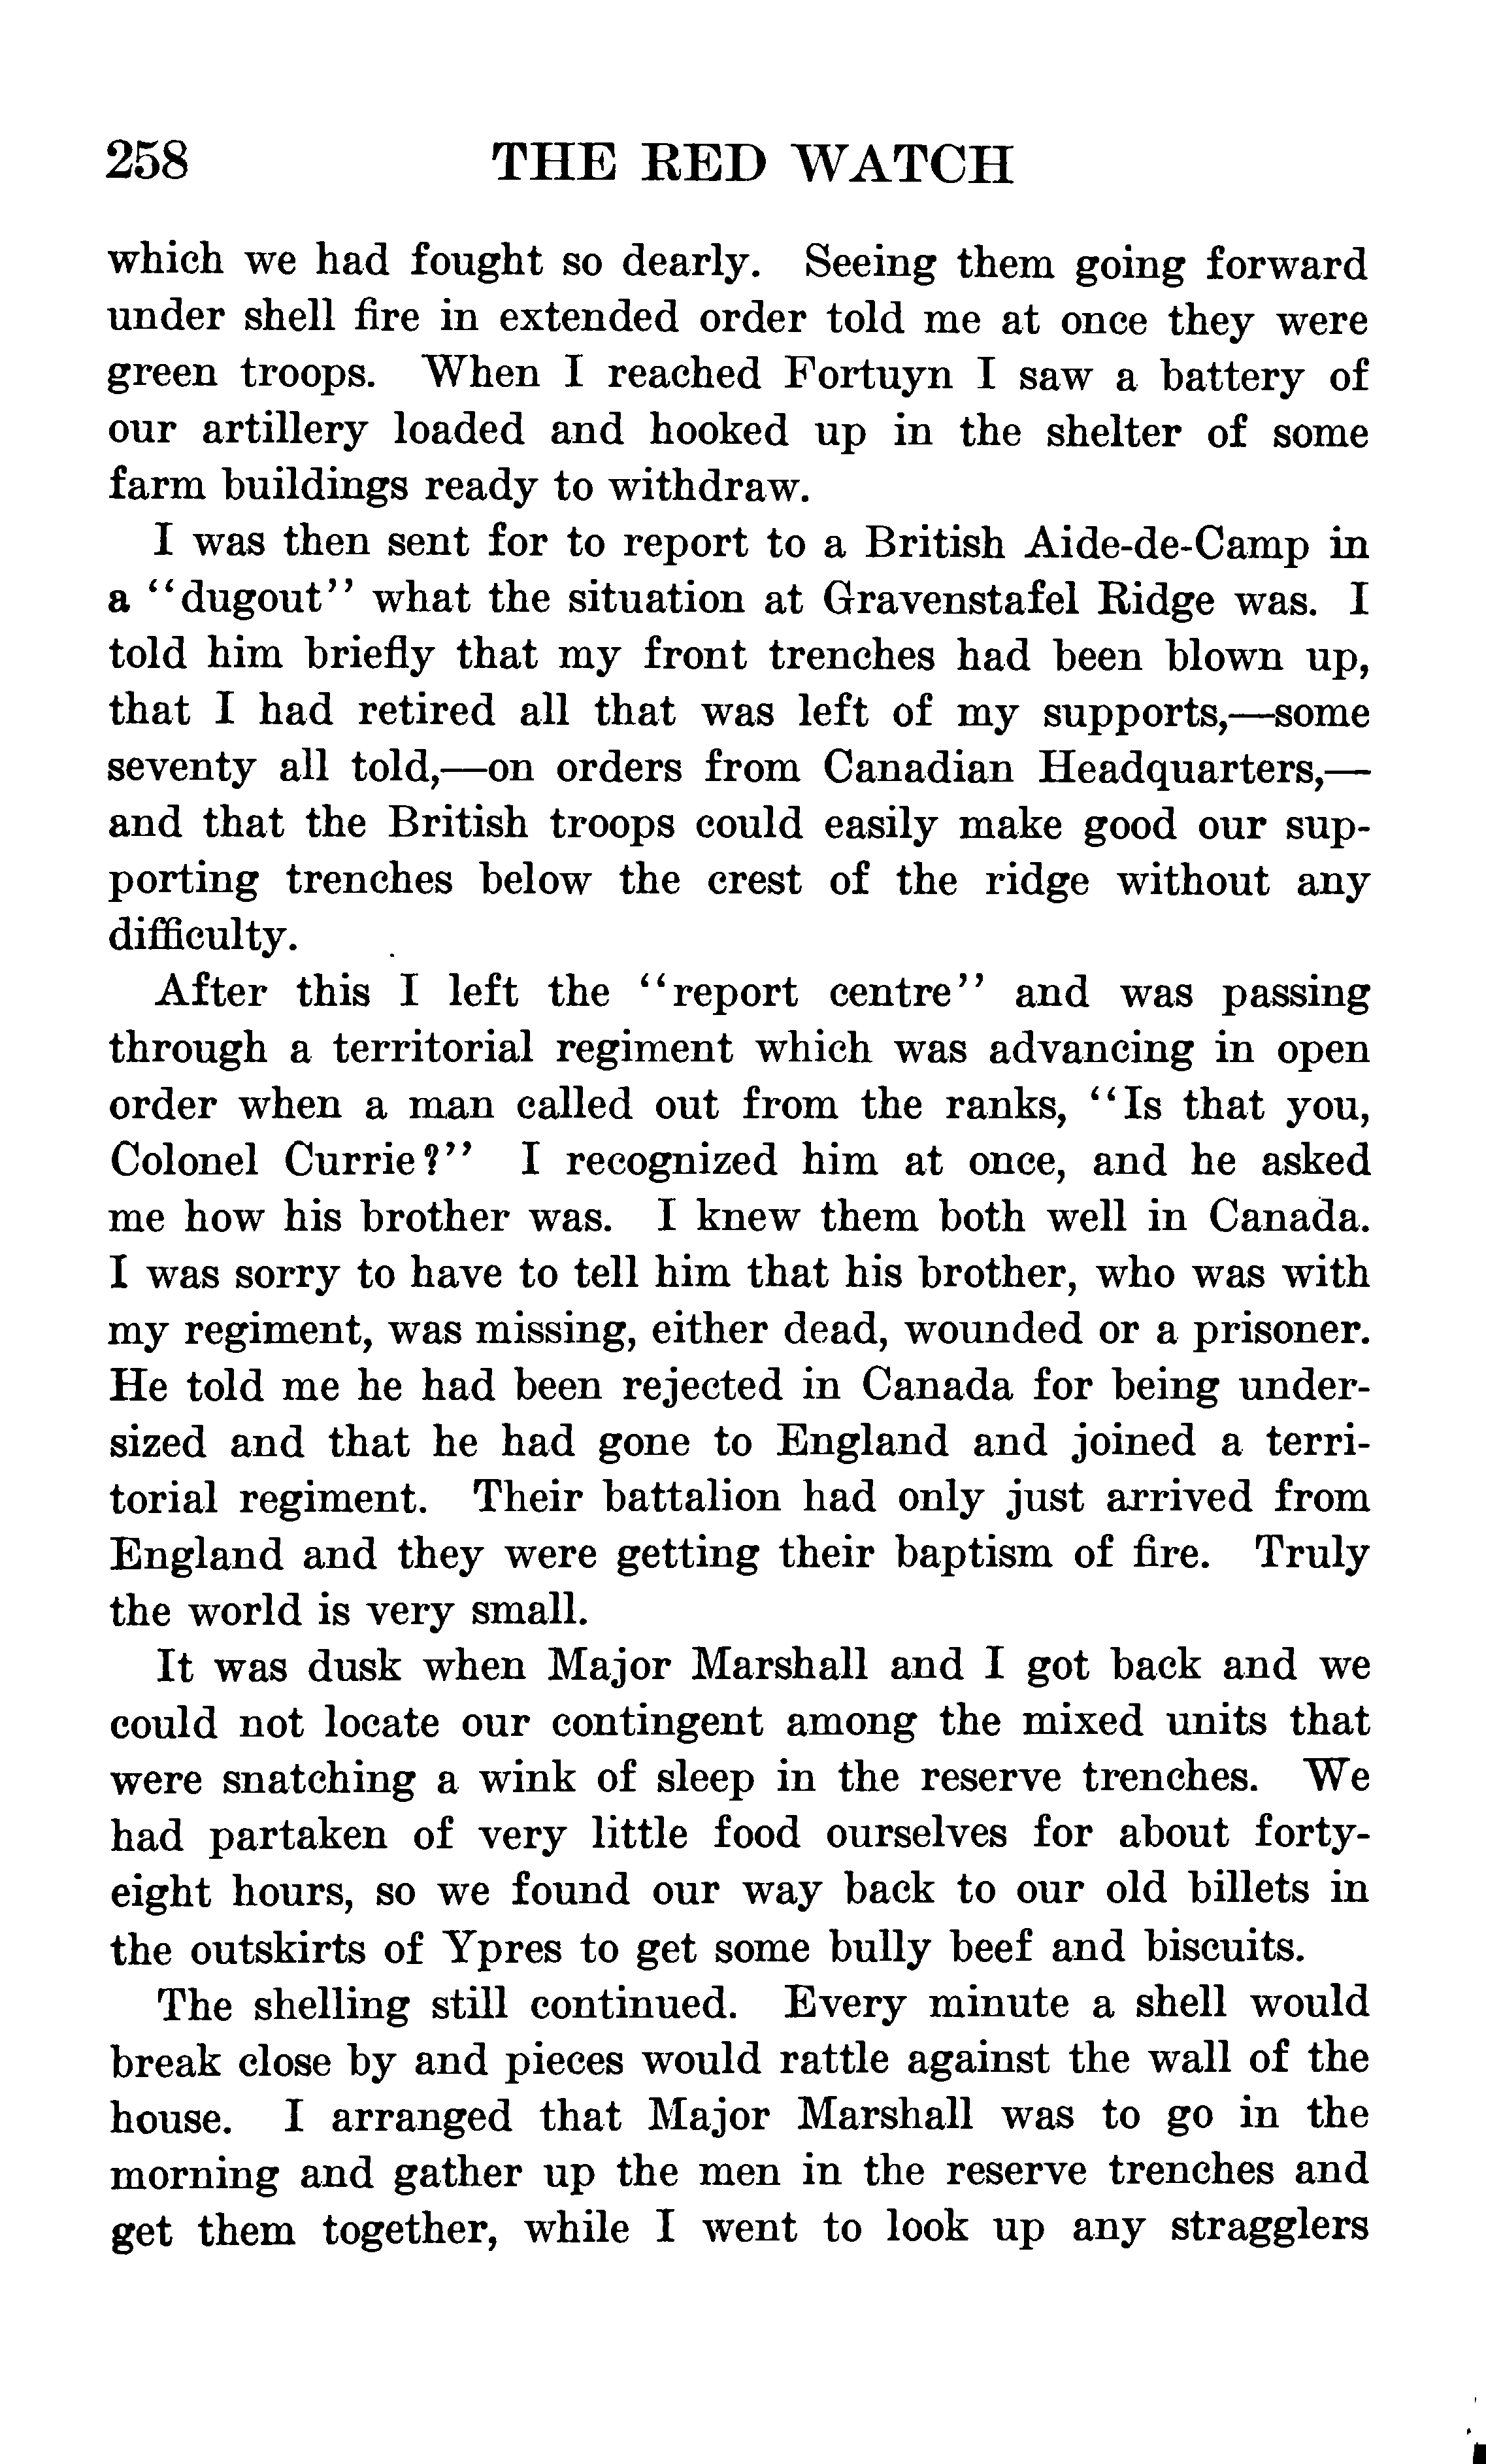 258 THE RED WATCH
which we had fought so dearly. Seeing them going forward
under shell fire in extended order told me at once they were
green troops. When I reached Fortuyn I saw a battery of
our artillery loaded and hooked up in the shelter of some
farm buildings ready to withdraw.
I was then sent for to report to a British Aide-de-Camp in
a "dugout" what the situation at Gravenstafel Ridge was. I
told him briefly that my front trenches had been blown up,
that I had retired all that was left of my supports,—some
seventy all told,—on orders from Canadian Headquarters,—
and that the British troops could easily make good our sup-
porting trenches below the crest of the ridge without any
difficulty.
After this I left the "report centre" and was passing
through a territorial regiment which was advancing in open
order when a man called out from the ranks, "Is that you,
Colonel Currie?" I recognized him at once, and he asked
me how his brother was. I knew them both well in Canada.
I was sorry to have to tell him that his brother, who was with
my regiment, was missing, either dead, wounded or a prisoner.
He told me he had been rejected in Canada for being under-
sized and that he had gone to England and joined a terri-
torial regiment. Their battalion had only just arrived from
England and they were getting their baptism of fire. Truly
the world is very small.
It was dusk when Major Marshall and I got back and we
could not locate our contingent among the mixed units that
were snatching a wink of sleep in the reserve trenches. We
had partaken of very little food ourselves for about forty-
eight hours, so we found our way back to our old billets in
the outskirts of Ypres to get some bully beef and biscuits.
The shelling still continued. Every minute a shell would
break close by and pieces would rattle against the wall of the
house. I arranged that Major Marshall was to go in the
morning and gather up the men in the reserve trenches and
get them together, while I went to look up any stragglers